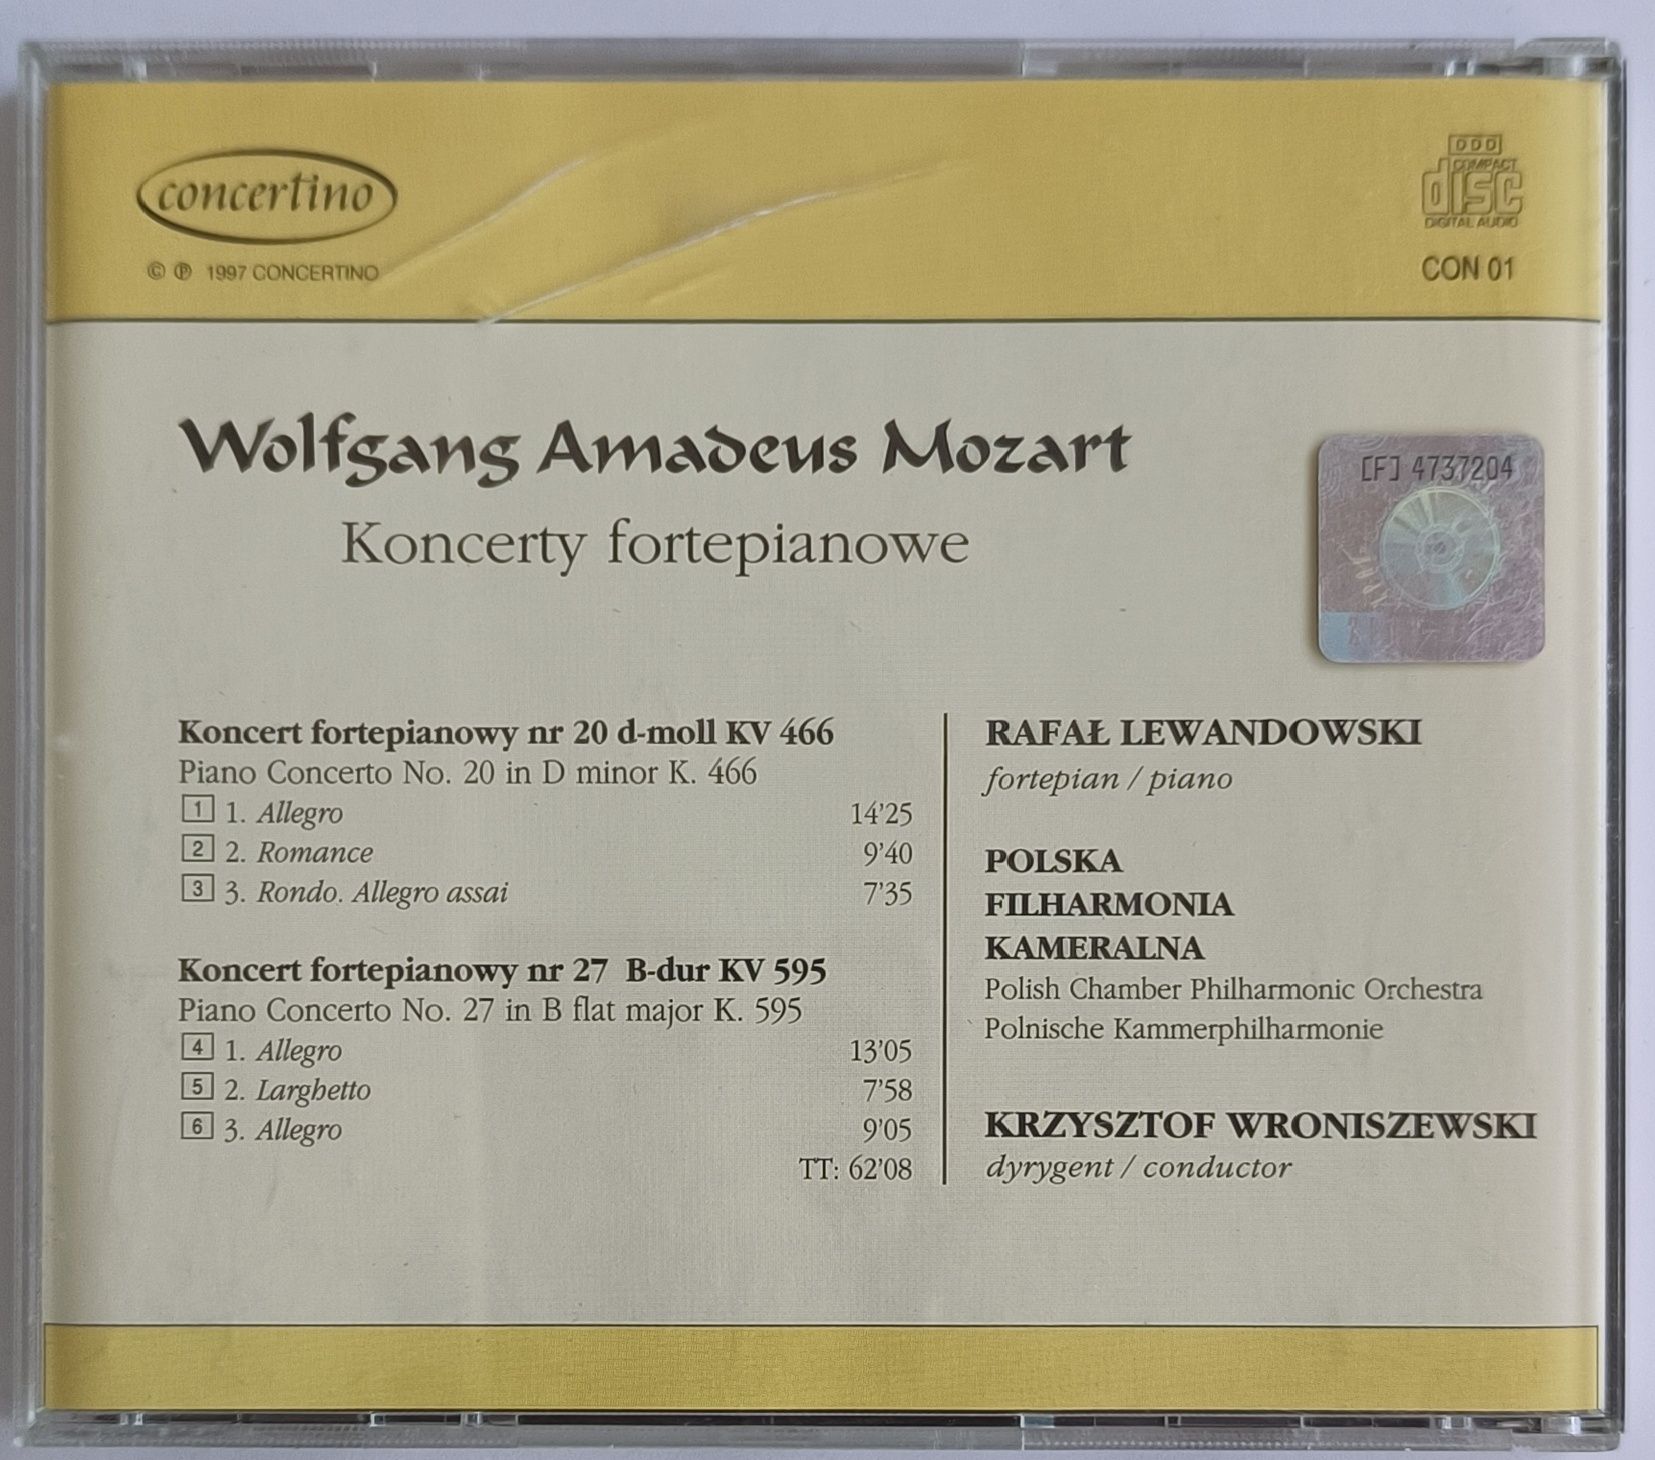 concertino
© ℗ 1997 CONCERTINO
DDD
COMPACT
disc
DIGITAL AUDIO
CON 01
Wolfgang Amadeus Mozart
Koncerty fortepianowe
[F] 4737204
Koncert fortepianowy nr 20 d-moll KV 466
Piano Concerto No. 20 in D minor K. 466
1 1. Allegro 14'25
2 2. Romance 9'40
3 3. Rondo. Allegro assai 7'35
Koncert fortepianowy nr 27 B-dur KV 595
Piano Concerto No. 27 in B flat major K. 595
4 1. Allegro 13'05
5 2. Larghetto 7'58
6 3. Allegro 9'05
TT: 62'08
RAFAŁ LEWANDOWSKI
fortepian / piano
POLSKA
FILHARMONIA
KAMERALNA
Polish Chamber Philharmonic Orchestra
Polnische Kammerphilharmonie
KRZYSZTOF WRONISZEWSKI
dyrygent / conductor